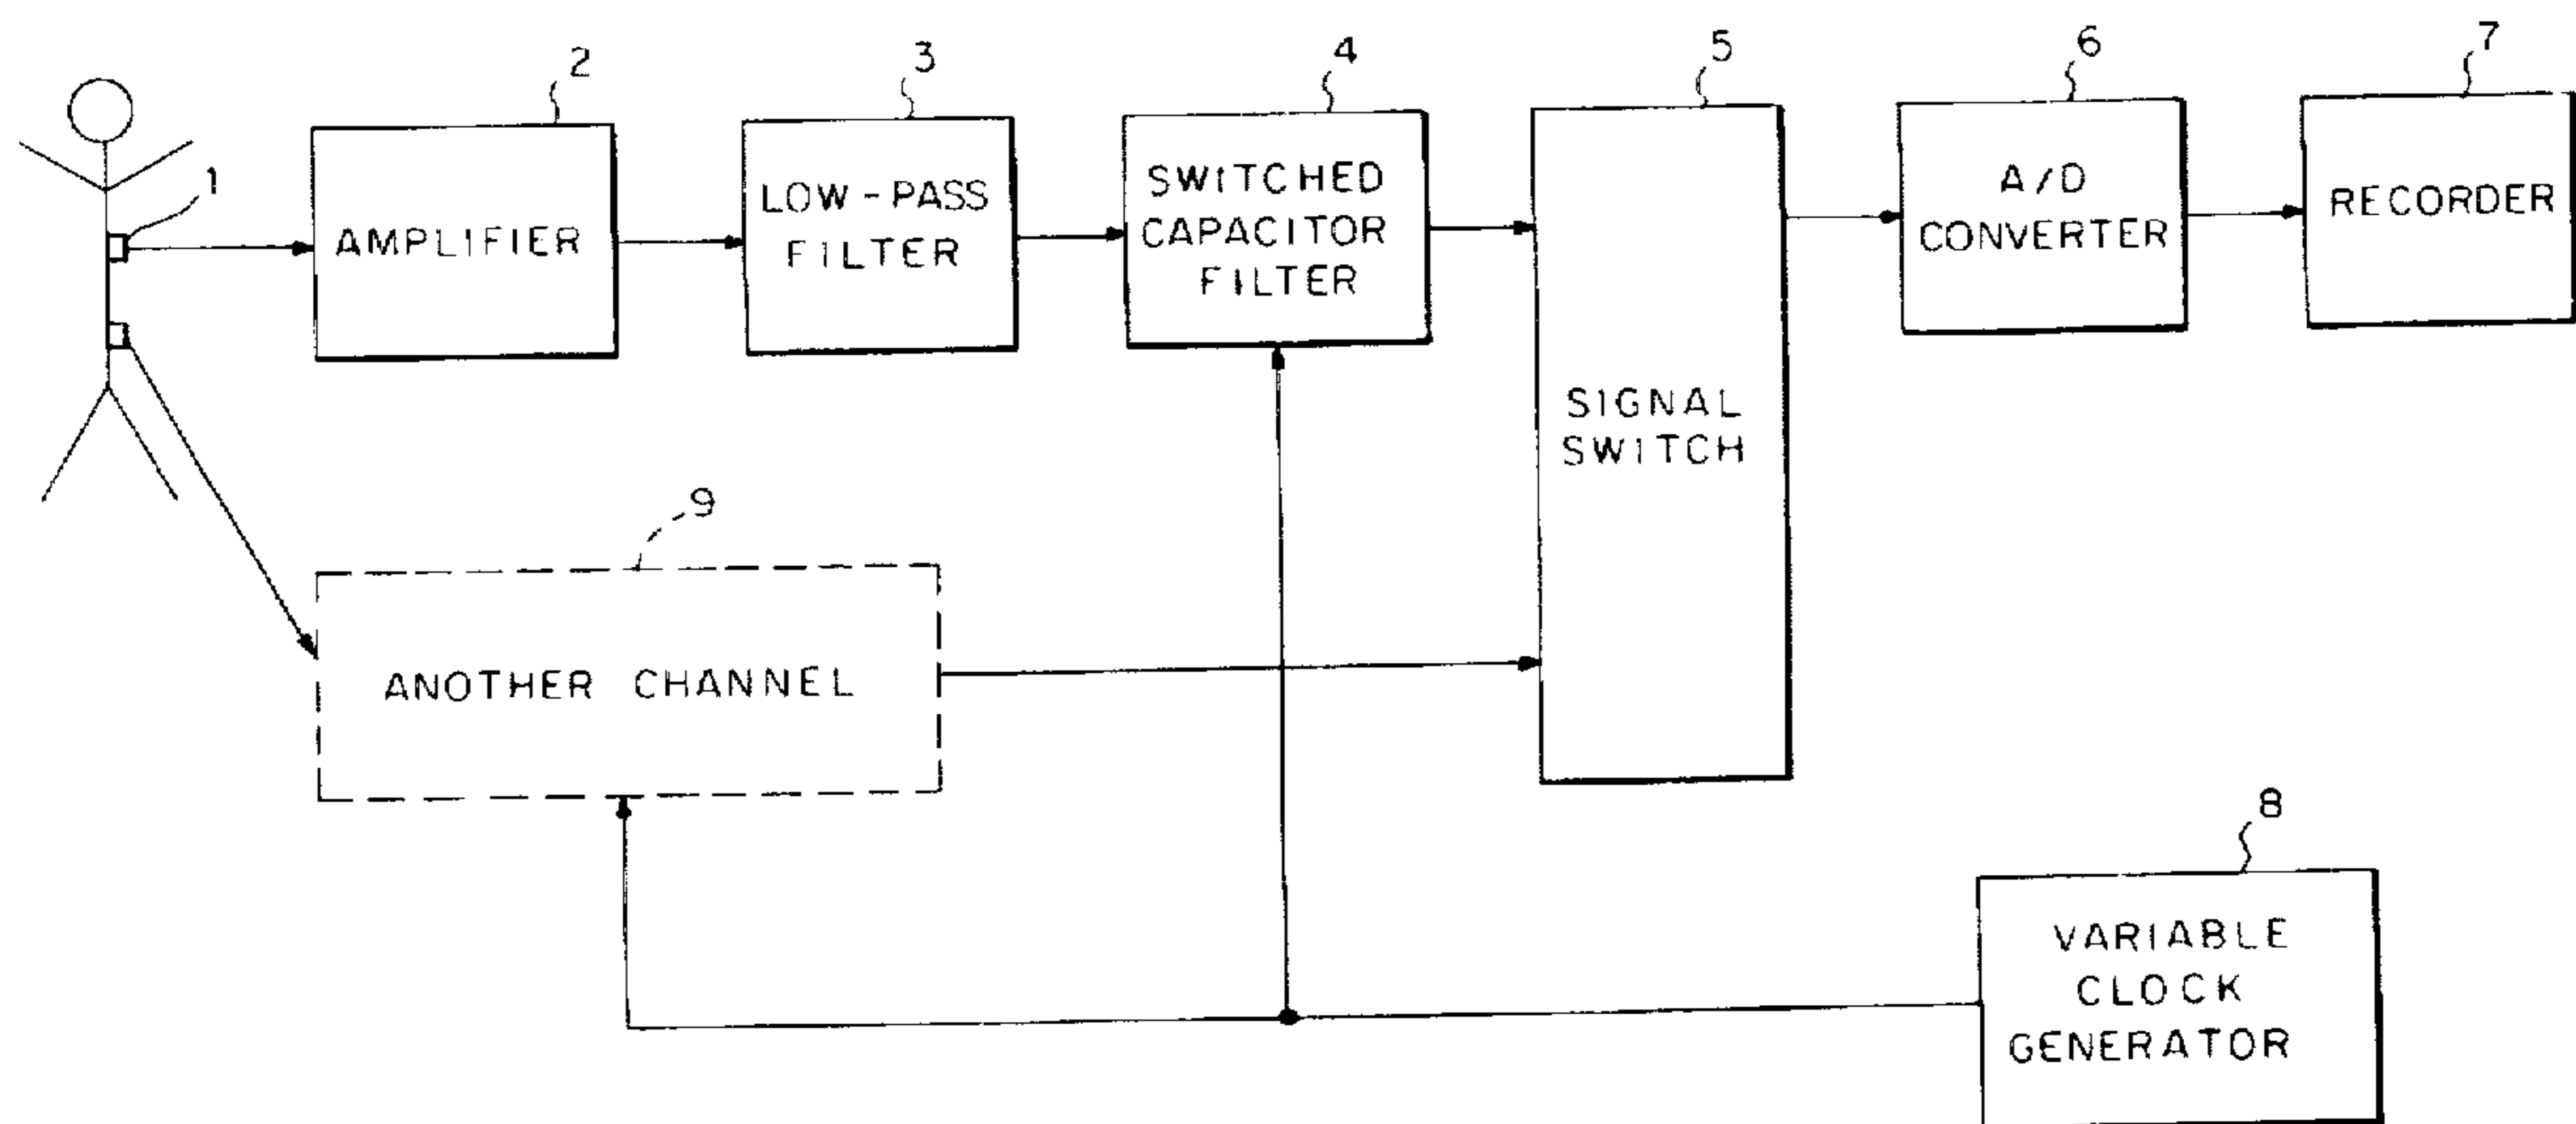 1
2
AMPLIFIER
3
LOW-PASS
FILTER
4
SWITCHED
CAPACITOR
FILTER
5
SIGNAL
SWITCH
6
A/D
CONVERTER
7
RECORDER
9
ANOTHER CHANNEL
8
VARIABLE
CLOCK
GENERATOR